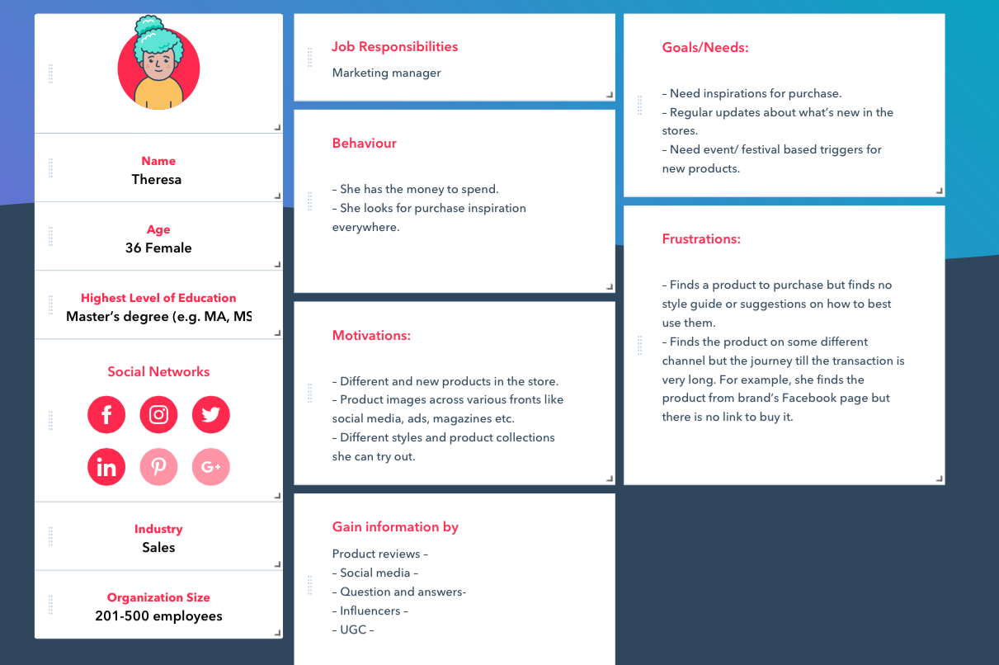 Name
Theresa
Age
36 Female
Highest Level of Education
Master's degree (e.g. MA, MS
Social Networks
f
in
G+
Industry
Sales
Organization Size
201-500 employees
Job Responsibilities
Marketing manager
Behaviour
– She has the money to spend.
– She looks for purchase inspiration
everywhere.
Motivations:
– Different and new products in the store.
– Product images across various fronts like
social media, ads, magazines etc.
– Different styles and product collections
she can try out.
Gain information by
Product reviews –
– Social media –
– Question and answers-
– Influencers –
– UGC –
Goals/Needs:
– Need inspirations for purchase.
– Regular updates about what's new in the
stores.
– Need event/ festival based triggers for
new products.
Frustrations:
– Finds a product to purchase but finds no
style guide or suggestions on how to best
use them.
– Finds the product on some different
channel but the journey till the transaction is
very long. For example, she finds the
product from brand's Facebook page but
there is no link to buy it.